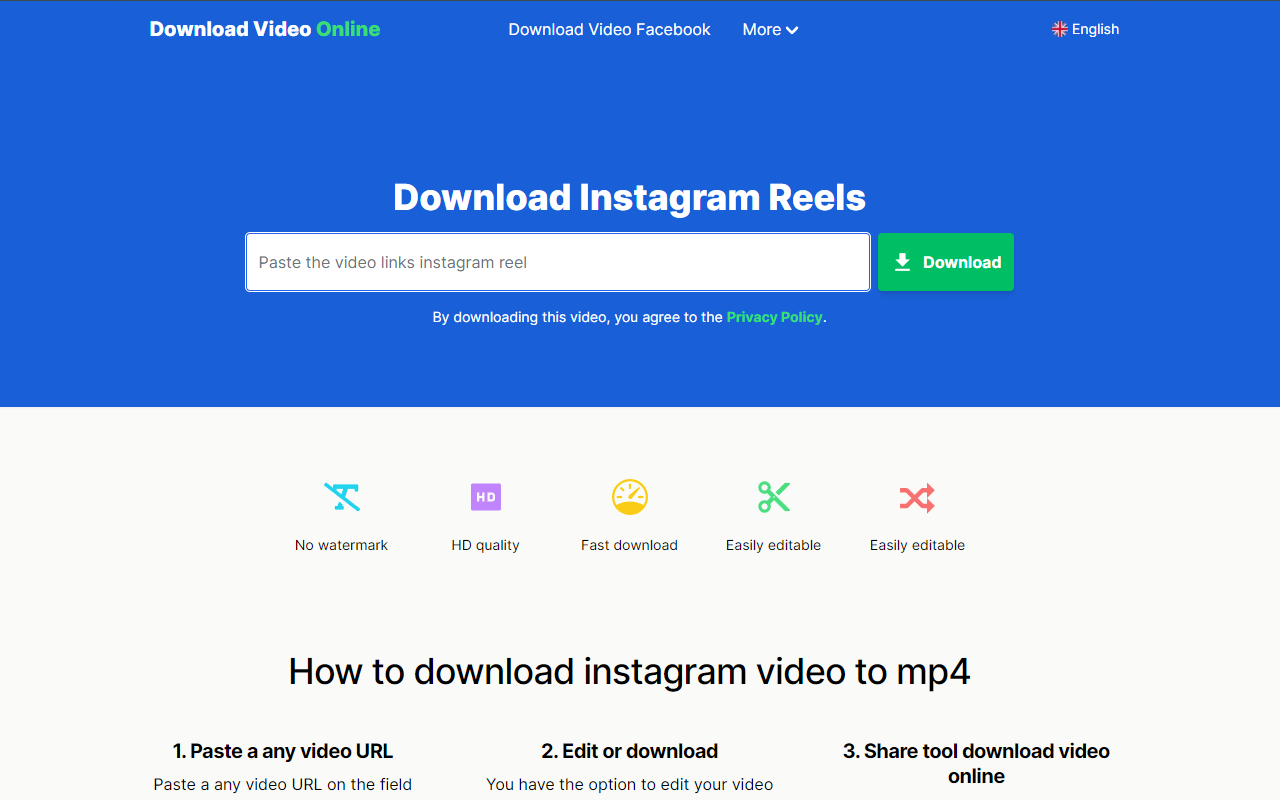 Download Video Online
Download Video Facebook
More
English
Download Instagram Reels
Paste the video links instagram reel
Download
By downloading this video, you agree to the Privacy Policy.
HD
No watermark
HD quality
Fast download
Easily editable
Easily editable
How to download instagram video to mp4
1. Paste a any video URL
Paste a any video URL on the field
2. Edit or download
You have the option to edit your video
3. Share tool download video
online